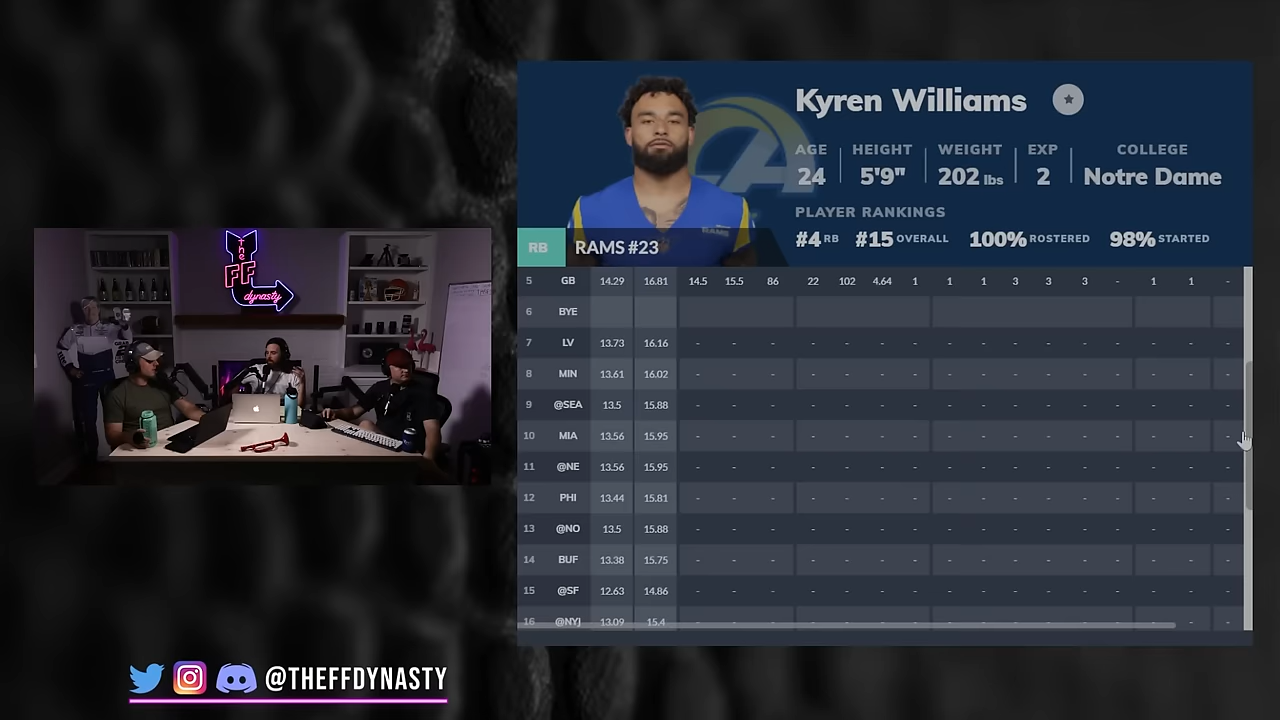 Kyren Williams
AGE HEIGHT WEIGHT EXP COLLEGE
24 5'9" 202 lbs 2 Notre Dame
PLAYER RANKINGS
#4 RB #15 OVERALL 100% ROSTERED 98% STARTED
RB RAMS #23
RAMS
5 GB 14.29 16.81 14.5 15.5 86 22 102 4.64 1 1 1 3 3 3 - 1 1 -
6 BYE
7 LV 13.73 16.16 - - - - - - - - - - - - - - - -
8 MIN 13.61 16.02 - - - - - - - - - - - - - - - -
9 @SEA 13.5 15.88 - - - - - - - - - - - - - - - -
10 MIA 13.56 15.95 - - - - - - - - - - - - - - - -
11 @NE 13.56 15.95 - - - - - - - - - - - - - - - -
12 PHI 13.44 15.81 - - - - - - - - - - - - - - - -
13 @NO 13.5 15.88 - - - - - - - - - - - - - - - -
14 BUF 13.38 15.75 - - - - - - - - - - - - - - - -
15 @SF 12.63 14.86 - - - - - - - - - - - - - - - -
16 @NYJ 13.09 15.4 - - - - - - - - - - - - - - - -
The
FF
dynasty
@THEFFDYNASTY